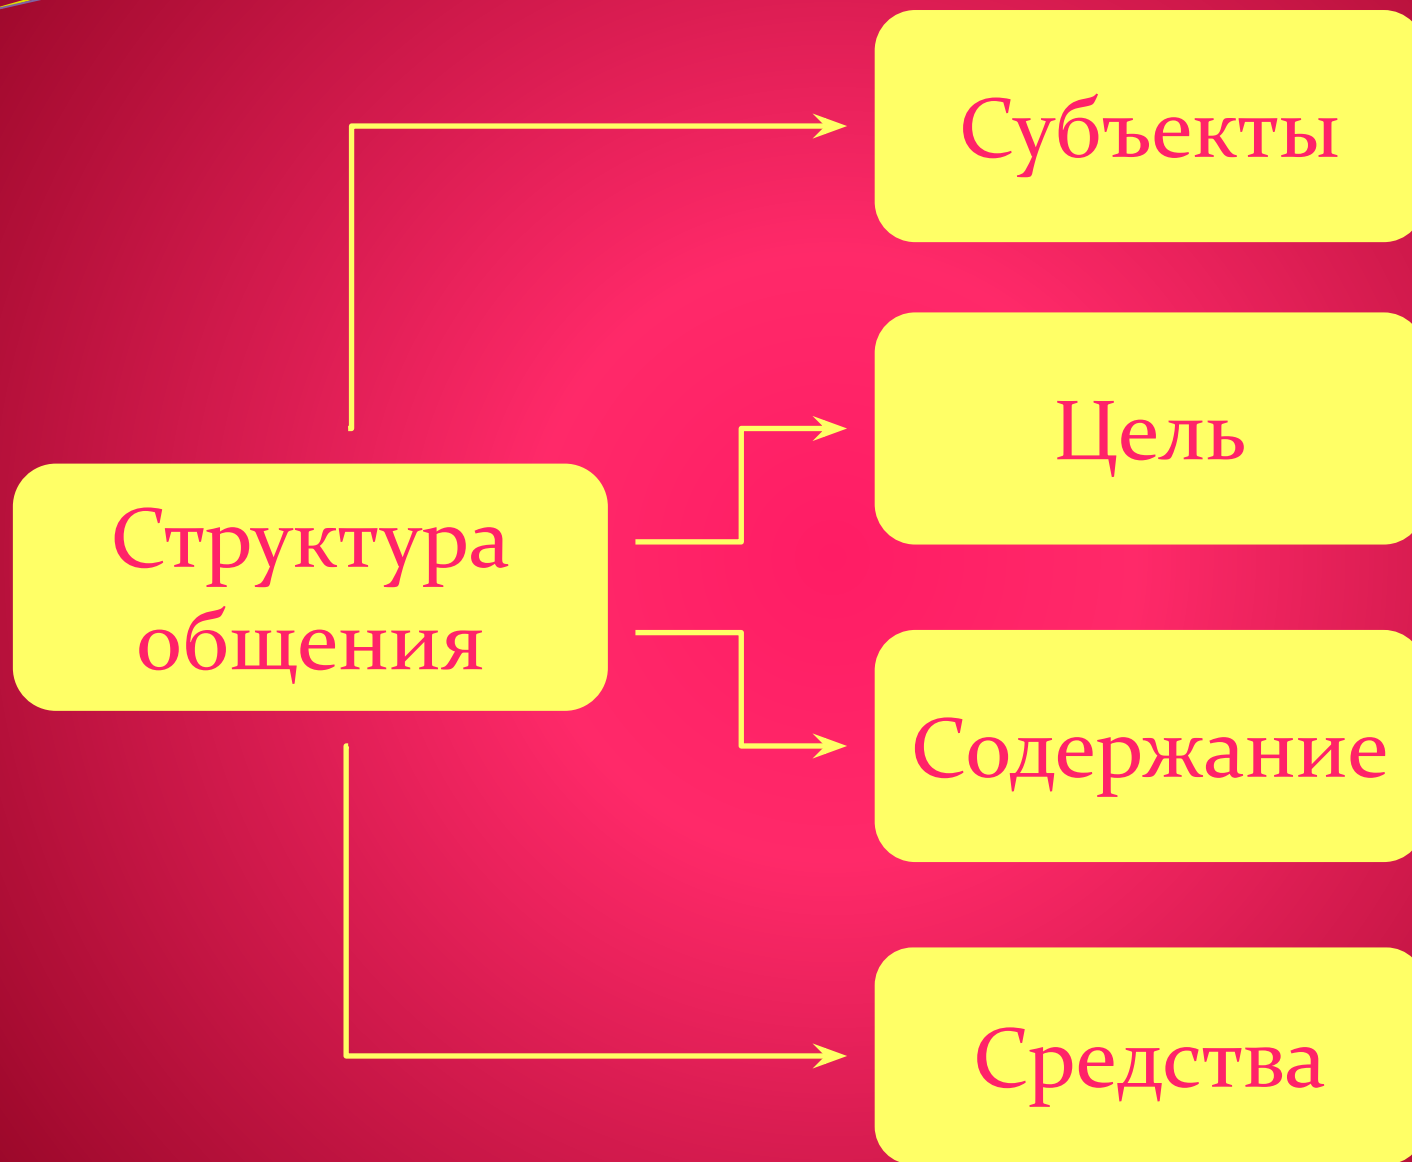 Субъекты
Цель
Структура
общения
Содержание
Средства